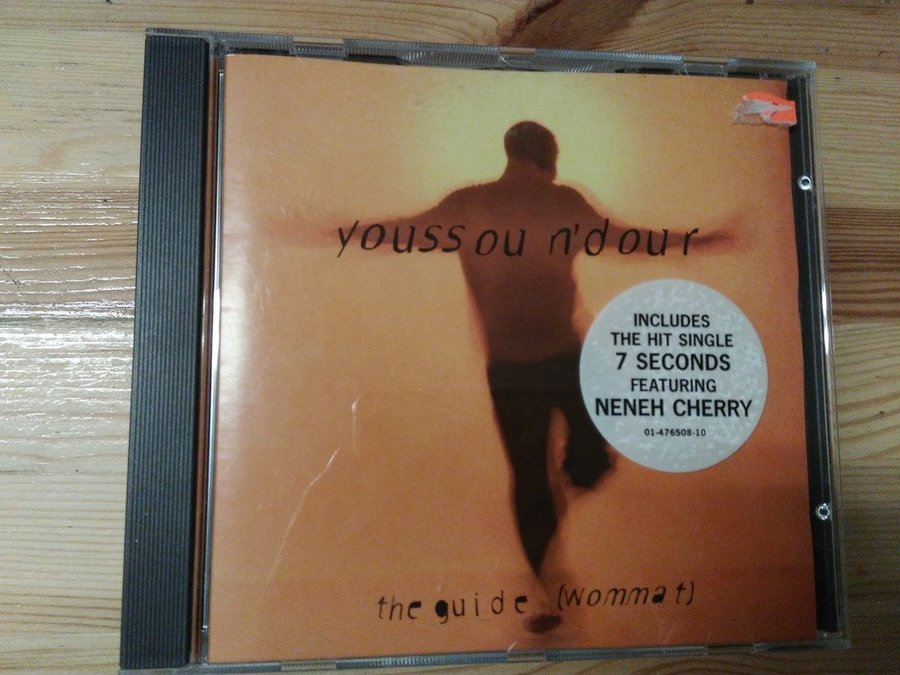 youssou n'dour
INCLUDES
THE HIT SINGLE
7 SECONDS
FEATURING
NENEH CHERRY
01-476508-10
the guide (wommat)